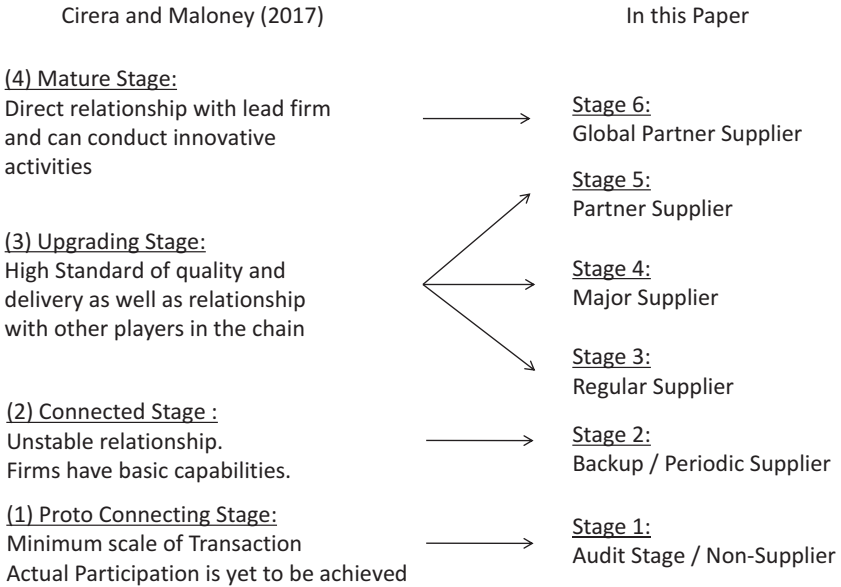 Cirera and Maloney (2017)
In this Paper
(4) Mature Stage:
Direct relationship with lead firm
and can conduct innovative
activities
Stage 6:
Global Partner Supplier
(3) Upgrading Stage:
High Standard of quality and
delivery as well as relationship
with other players in the chain
Stage 5:
Partner Supplier
Stage 4:
Major Supplier
Stage 3:
Regular Supplier
(2) Connected Stage :
Unstable relationship.
Firms have basic capabilities.
Stage 2:
Backup / Periodic Supplier
(1) Proto Connecting Stage:
Minimum scale of Transaction
Actual Participation is yet to be achieved
Stage 1:
Audit Stage / Non-Supplier